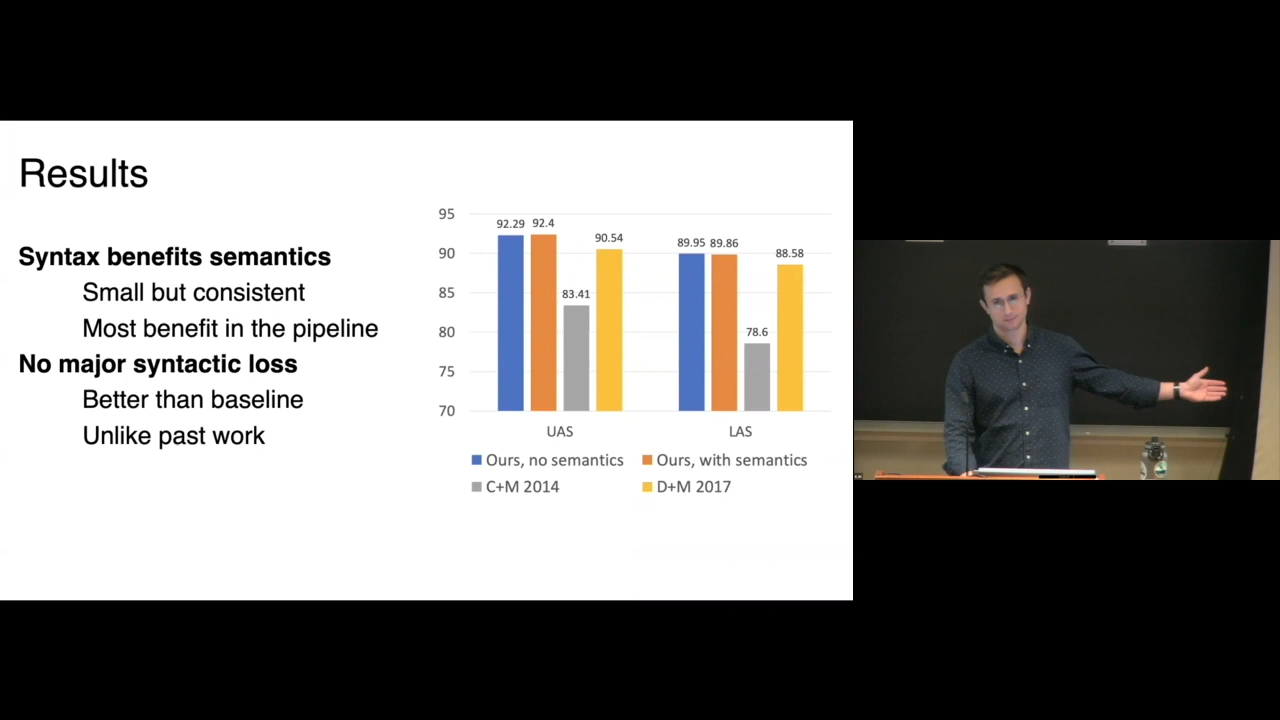 Results
Syntax benefits semantics
Small but consistent
Most benefit in the pipeline
No major syntactic loss
Better than baseline
Unlike past work
95
90
85
80
75
70
92.29 92.4
83.41
90.54
89.95 89.86
78.6
88.58
UAS LAS
Ours, no semantics Ours, with semantics
C+M 2014 D+M 2017